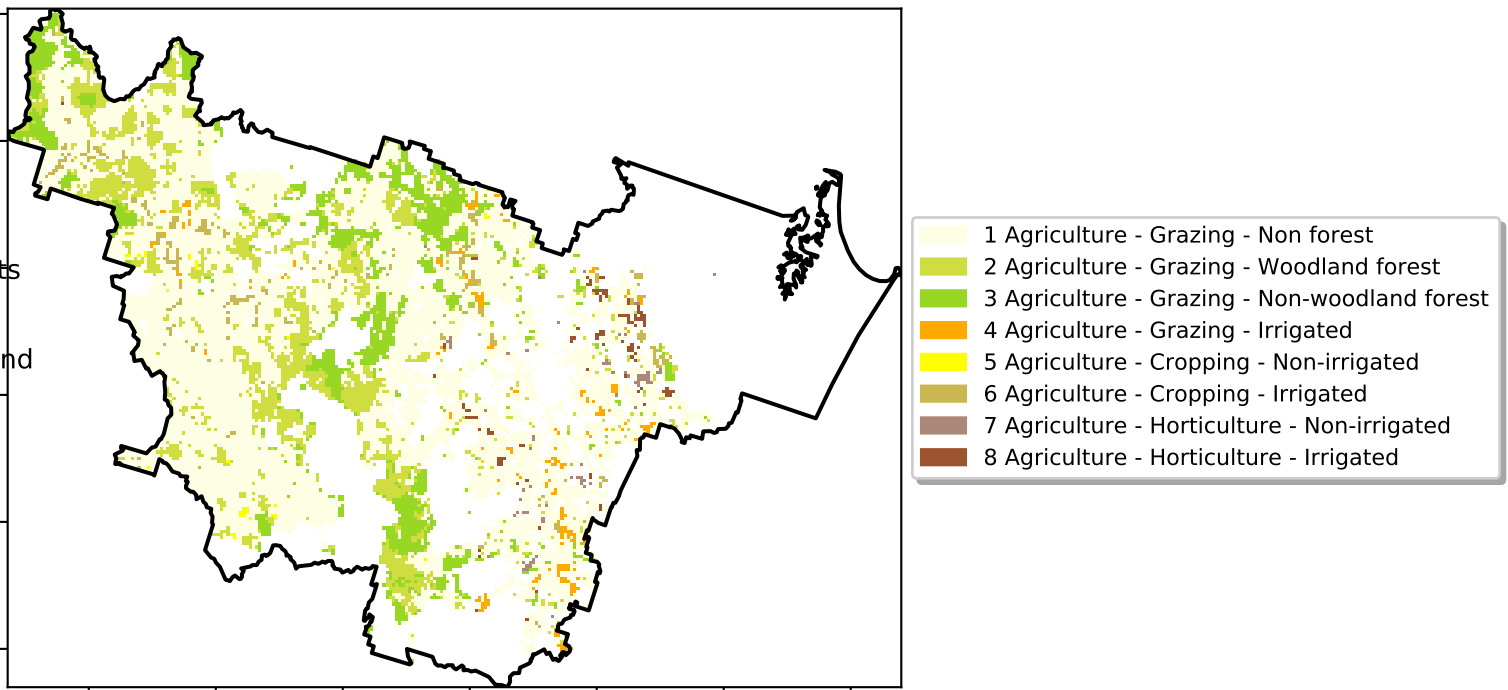 ts
nd
1 Agriculture - Grazing - Non forest
2 Agriculture - Grazing - Woodland forest
3 Agriculture - Grazing - Non-woodland forest
4 Agriculture - Grazing - Irrigated
5 Agriculture - Cropping - Non-irrigated
6 Agriculture - Cropping - Irrigated
7 Agriculture - Horticulture - Non-irrigated
8 Agriculture - Horticulture - Irrigated